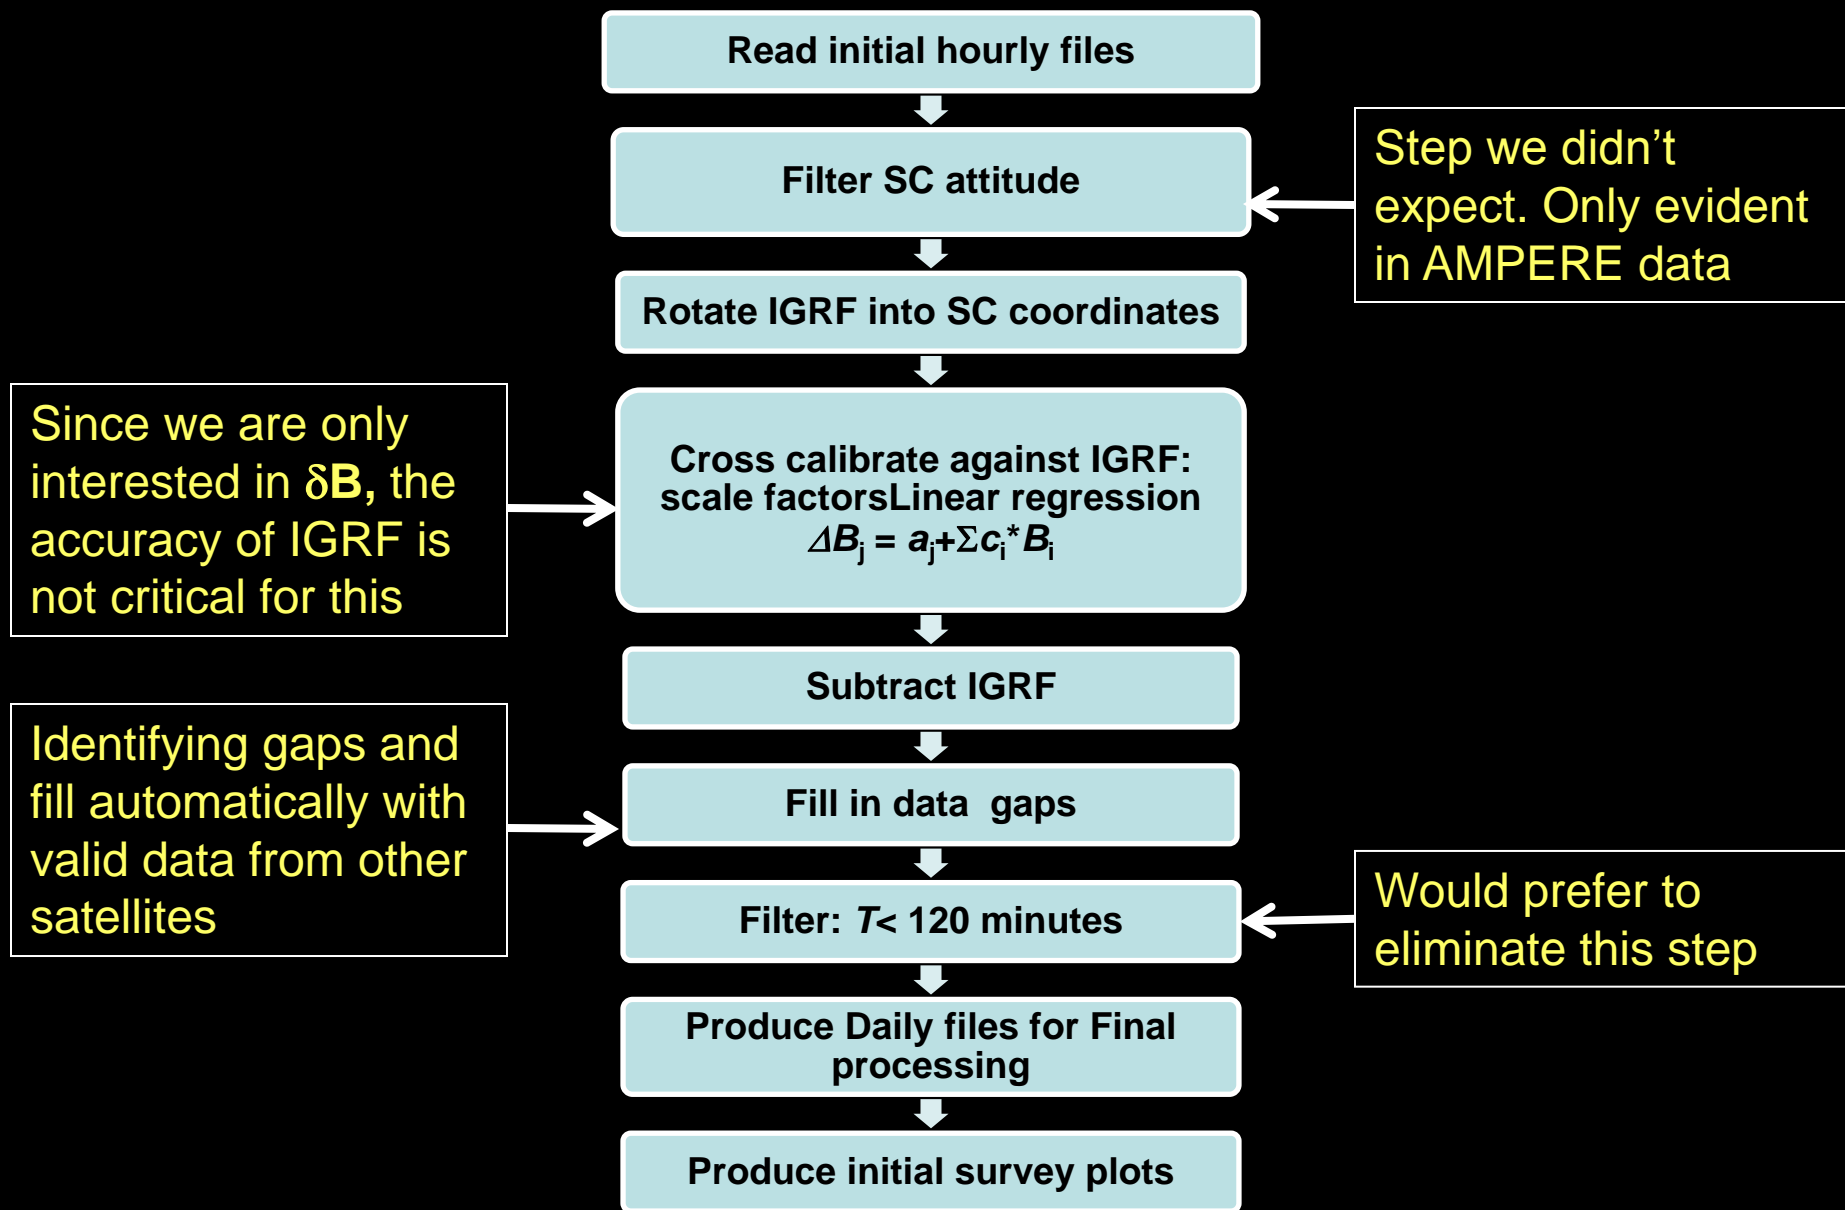 Read initial hourly files
Filter SC attitude
Step we didn’t
expect. Only evident
in AMPERE data
Rotate IGRF into SC coordinates
Since we are only
interested in δB, the
accuracy of IGRF is
not critical for this
Cross calibrate against IGRF:
scale factorsLinear regression
ΔBj = aj+Σci*Bi
Subtract IGRF
Identifying gaps and
fill automatically with
valid data from other
satellites
Fill in data  gaps
Filter: T< 120 minutes
Would prefer to
eliminate this step
Produce Daily files for Final
processing
Produce initial survey plots